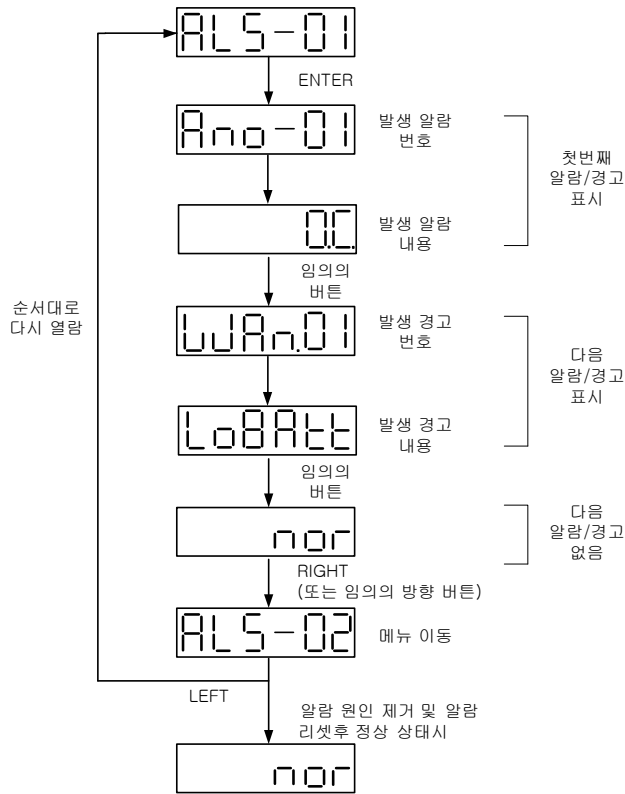 ALS-01
ENTER
Ano-01
발생 알람
번호
첫번째
알람/경고
표시
O.C.
발생 알람
내용
임의의
버튼
순서대로
다시 열람
WAn.01
발생 경고
번호
다음
알람/경고
표시
LoBAtt
발생 경고
내용
임의의
버튼
nor
다음
알람/경고
없음
RIGHT
(또는 임의의 방향 버튼)
ALS-02
메뉴 이동
LEFT
알람 원인 제거 및 알람
리셋후 정상 상태시
nor